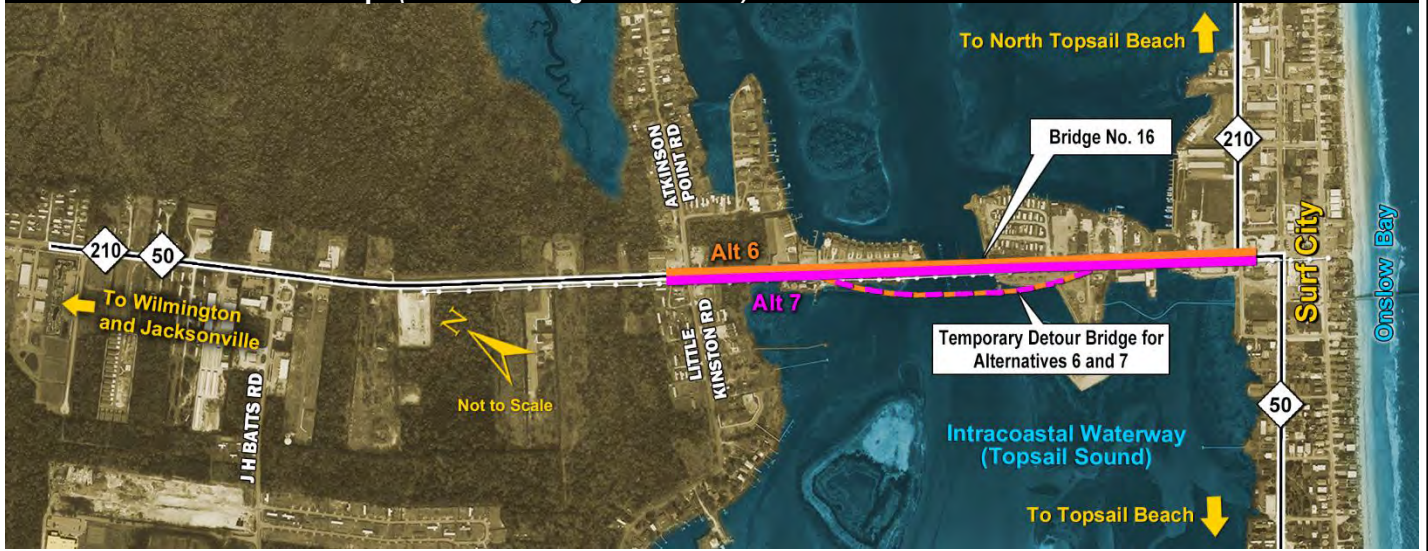 To North Topsail Beach
Bridge No. 16
210
ATKINSON
POINT RD
Surf City
Onslow Bay
210
50
Alt 6
To Wilmington
and Jacksonville
Alt 7
N
Not to Scale
LITTLE
KINSTON RD
Temporary Detour Bridge for
Alternatives 6 and 7
J H BATTS RD
50
Intracoastal Waterway
(Topsail Sound)
To Topsail Beach